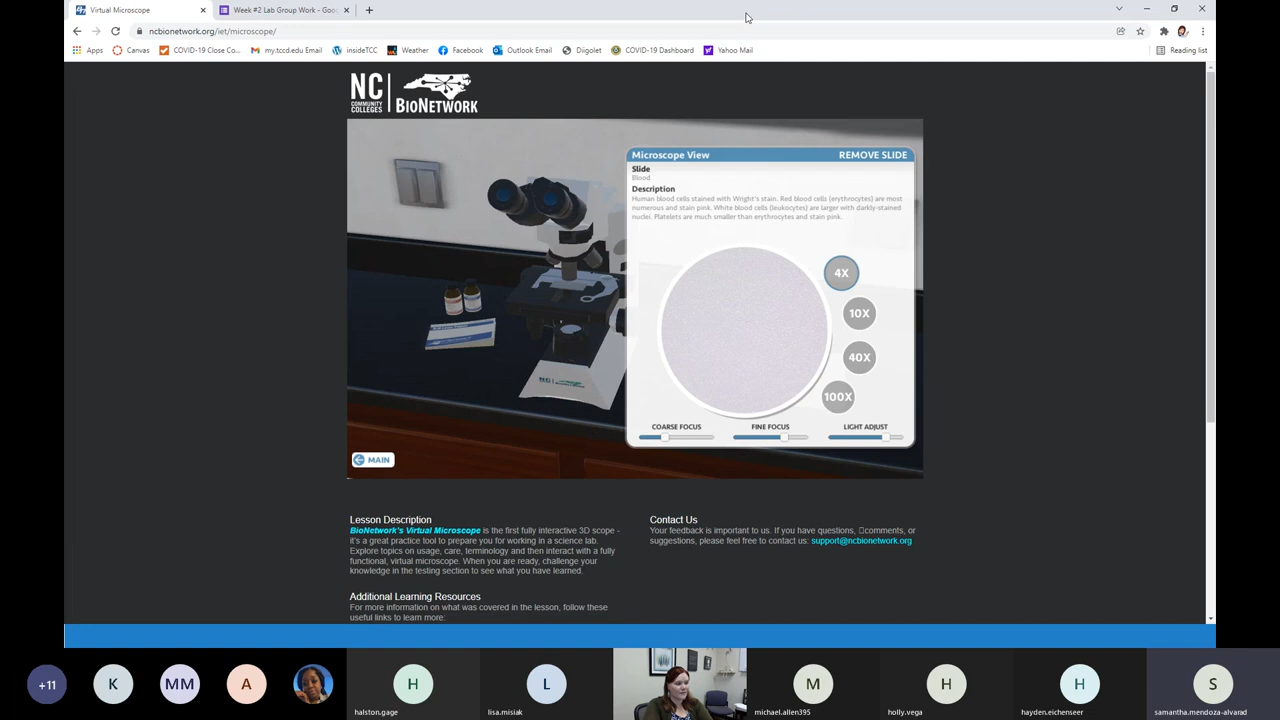 Virtual Microscope
Week #2 Lab Group Work - Goo
ncbionetwork.org/iet/microscope/
Apps
Canvas
COVID-19 Close Co...
my.tccd.edu Email
insideTCC
Weather
Facebook
Outlook Email
Diigolet
COVID-19 Dashboard
Yahoo Mail
Reading list
NC
COMMUNITY
COLLEGES
BIONETWORK
Microscope View
REMOVE SLIDE
Slide
Blood
Description
Human blood cells stained with Wright's stain. Red blood cells (erythrocytes) are most
numerous and stain pink. White blood cells (leukocytes) are larger with darkly-stained
nuclei. Platelets are much smaller than erythrocytes and stain pink.
4X
10X
40X
100X
COARSE FOCUS
FINE FOCUS
LIGHT ADJUST
MAIN
Lesson Description
BioNetwork's Virtual Microscope is the first fully interactive 3D scope -
it's a great practice tool to prepare you for working in a science lab.
Explore topics on usage, care, terminology and then interact with a fully
functional, virtual microscope. When you are ready, challenge your
knowledge in the testing section to see what you have learned.
Additional Learning Resources
For more information on what was covered in the lesson, follow these
useful links to learn more:
Contact Us
Your feedback is important to us. If you have questions, comments, or
suggestions, please feel free to contact us: support@ncbionetwork.org
+11
K
MM
A
H
halston.gage
L
lisa.misiak
M
michael.allen395
H
holly.vega
H
hayden.eichenseer
S
samantha.mendoza-alvarad